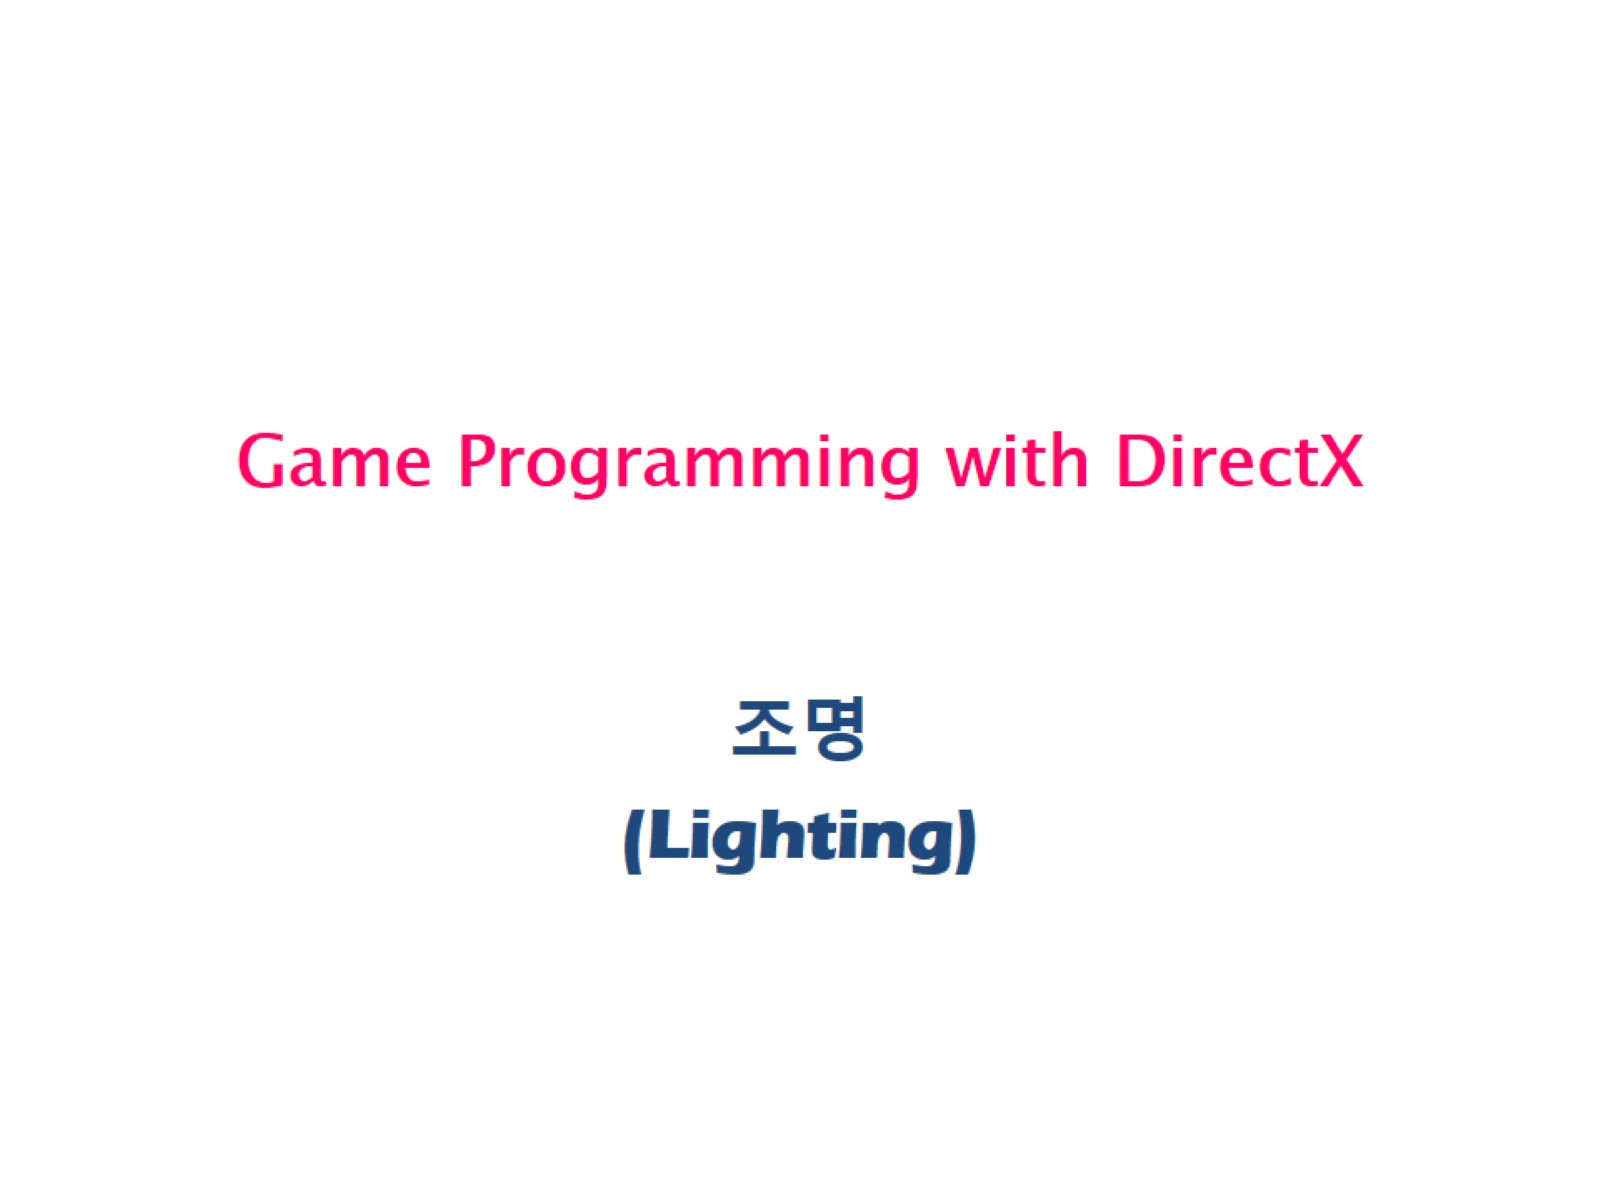 Game Programming with DirectX
조명
(Lighting)